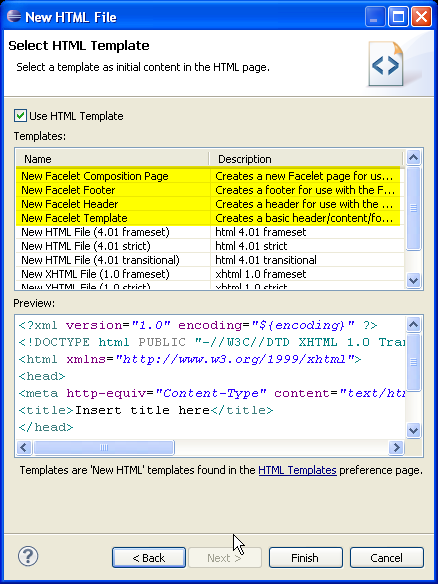 New HTML File
Select HTML Template
Select a template as initial content in the HTML page.
Use HTML Template
Templates:
Name Description
New Facelet Composition Page Creates a new Facelet page for us...
New Facelet Footer Creates a footer for use with the F...
New Facelet Header Creates a header for use with the ...
New Facelet Template Creates a basic header/content/fo...
New HTML File (4.01 frameset) html 4.01 frameset
New HTML File (4.01 strict) html 4.01 strict
New HTML File (4.01 transitional) html 4.01 transitional
New XHTML File (1.0 frameset) xhtml 1.0 frameset
New XHTML File (1.0 strict) xhtml 1.0 strict
Preview:
<?xml version="1.0" encoding="${encoding}" ?>
<!DOCTYPE html PUBLIC "-//W3C//DTD XHTML 1.0 Tran
<html xmlns="http://www.w3.org/1999/xhtml">
<head>
<meta http-equiv="Content-Type" content="text/htm
<title>Insert title here</title>
</head>
Templates are 'New HTML' templates found in the HTML Templates preference page.
? < Back Next > Finish Cancel